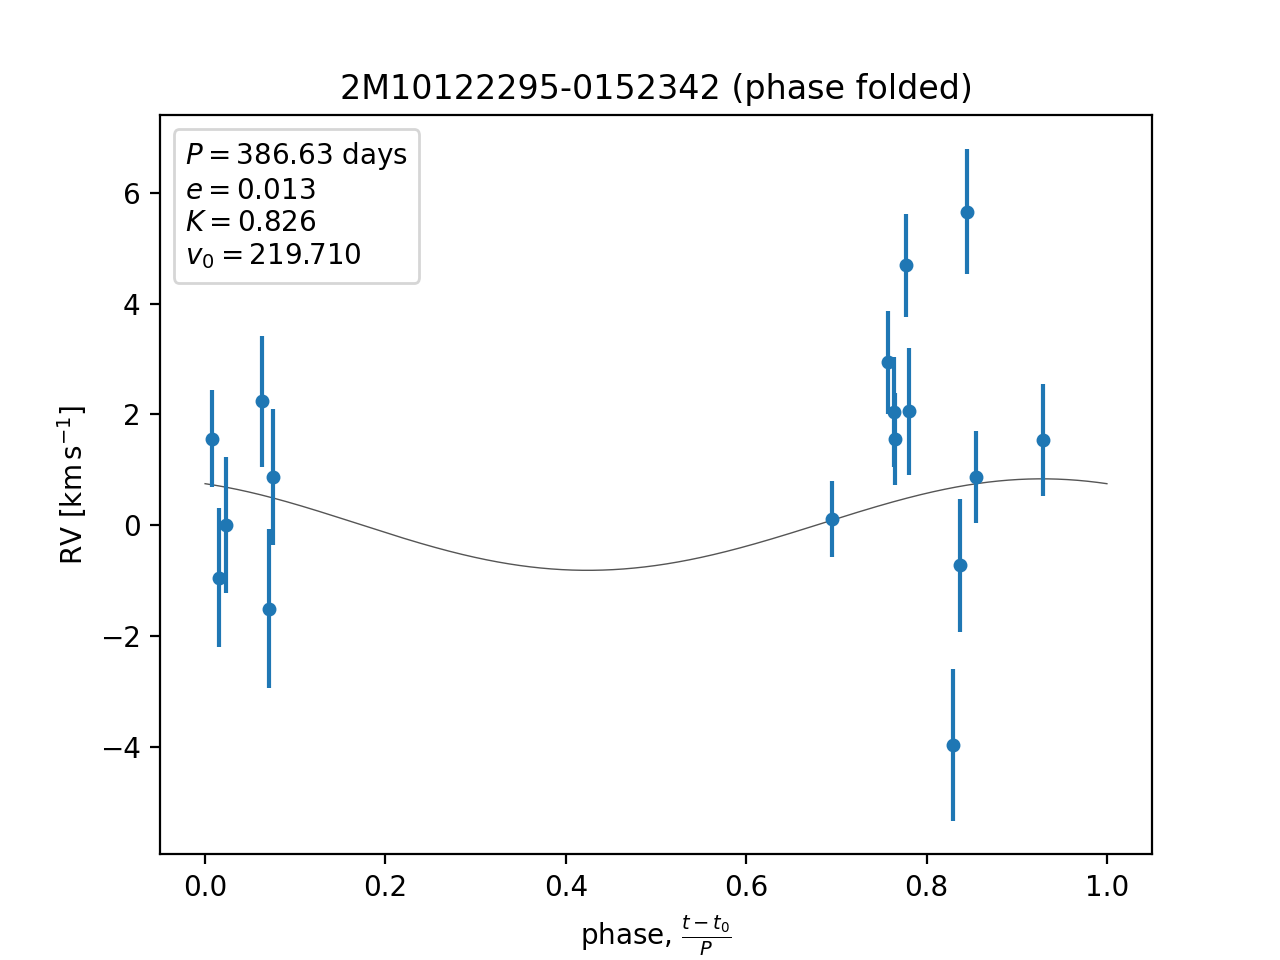 2M10122295-0152342 (phase folded)
P = 386.63 days
e = 0.013
K = 0.826
v₀ = 219.710
6
4
2
0
−2
−4
RV [km s⁻¹]
0.0 0.2 0.4 0.6 0.8 1.0
phase, (t − t₀)/P